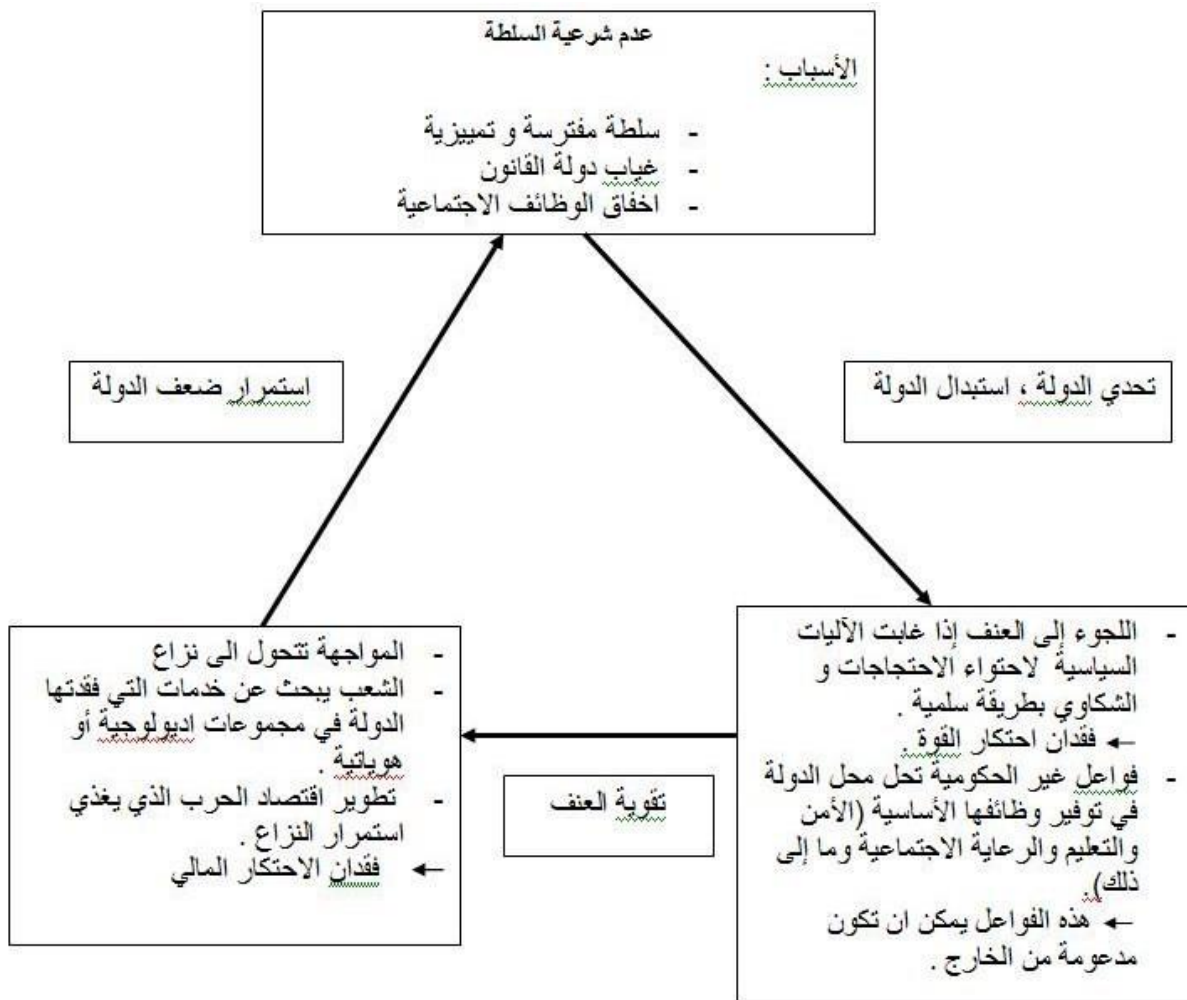 عدم شرعية السلطة
الأسباب :
- سلطة مفترسة و تمييزية
- غياب دولة القانون
- اخفاق الوظائف الاجتماعية
تحدي الدولة ، استبدال الدولة
استمرار ضعف الدولة
- اللجوء إلى العنف إذا غابت الآليات
السياسية لاحتواء الاحتجاجات و
الشكاوي بطريقة سلمية .
← فقدان احتكار القوة .
- فواعل غير الحكومية تحل محل الدولة
في توفير وظائفها الأساسية (الأمن
والتعليم والرعاية الاجتماعية وما إلى
ذلك).
← هذه الفواعل يمكن ان تكون
مدعومة من الخارج .
تقوية العنف
- المواجهة تتحول الى نزاع
- الشعب يبحث عن خدمات التي فقدتها
الدولة في مجموعات اديولوجية أو
هوياتية .
- تطوير اقتصاد الحرب الذي يغذي
استمرار النزاع .
← فقدان الاحتكار المالي